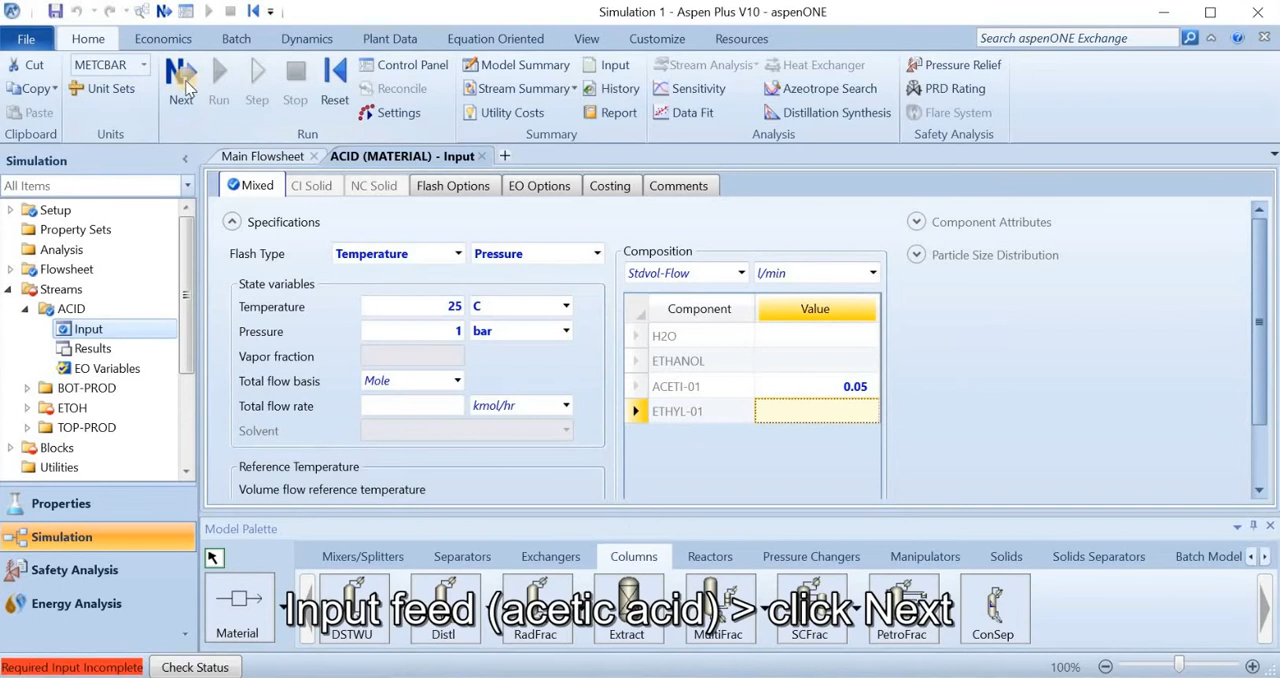 Simulation 1 - Aspen Plus V10 - aspenONE
File Home Economics Batch Dynamics Plant Data Equation Oriented View Customize Resources Search aspenONE Exchange
Cut METCBAR Control Panel Model Summary Input Stream Analysis Heat Exchanger Pressure Relief
Copy Unit Sets Next Run Step Stop Reset Reconcile Stream Summary History Sensitivity Azeotrope Search PRD Rating
Paste Settings Utility Costs Report Data Fit Distillation Synthesis Flare System
Clipboard Units Run Summary Analysis Safety Analysis
Simulation Main Flowsheet ACID (MATERIAL) - Input
All Items Mixed CI Solid NC Solid Flash Options EO Options Costing Comments
Setup
Property Sets
Analysis
Flowsheet
Streams
ACID
Input
Results
EO Variables
BOT-PROD
ETOH
TOP-PROD
Blocks
Utilities
Properties
Simulation
Safety Analysis
Energy Analysis
Specifications
Flash Type Temperature Pressure
State variables
Temperature 25 C
Pressure 1 bar
Vapor fraction
Total flow basis Mole
Total flow rate kmol/hr
Solvent
Reference Temperature
Volume flow reference temperature
Composition
Stdvol-Flow l/min
Component Value
H2O
ETHANOL
ACETI-01 0.05
ETHYL-01
Component Attributes
Particle Size Distribution
Model Palette
Mixers/Splitters Separators Exchangers Columns Reactors Pressure Changers Manipulators Solids Solids Separators Batch Model
Input feed (acetic acid) > click Next
Material DSTWU Distl RadFrac Extract MultiFrac SCFrac PetroFrac ConSep
Required Input Incomplete Check Status 100%